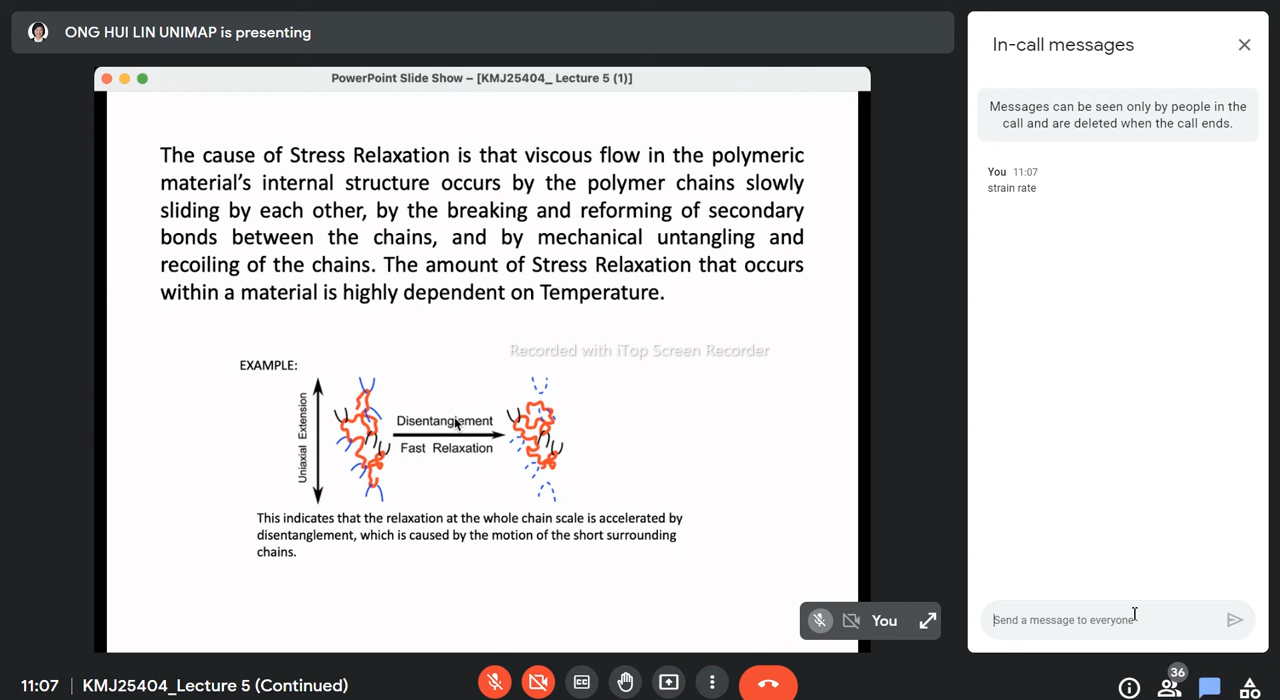 ONG HUI LIN UNIMAP is presenting
PowerPoint Slide Show – [KMJ25404_ Lecture 5 (1)]
The cause of Stress Relaxation is that viscous flow in the polymeric
material's internal structure occurs by the polymer chains slowly
sliding by each other, by the breaking and reforming of secondary
bonds between the chains, and by mechanical untangling and
recoiling of the chains. The amount of Stress Relaxation that occurs
within a material is highly dependent on Temperature.
Recorded with iTop Screen Recorder
EXAMPLE:
Uniaxial Extension
Disentanglement
Fast Relaxation
This indicates that the relaxation at the whole chain scale is accelerated by
disentanglement, which is caused by the motion of the short surrounding
chains.
You
In-call messages
Messages can be seen only by people in the
call and are deleted when the call ends.
You 11:07
strain rate
Send a message to everyone
11:07 | KMJ25404_Lecture 5 (Continued)
CC
36